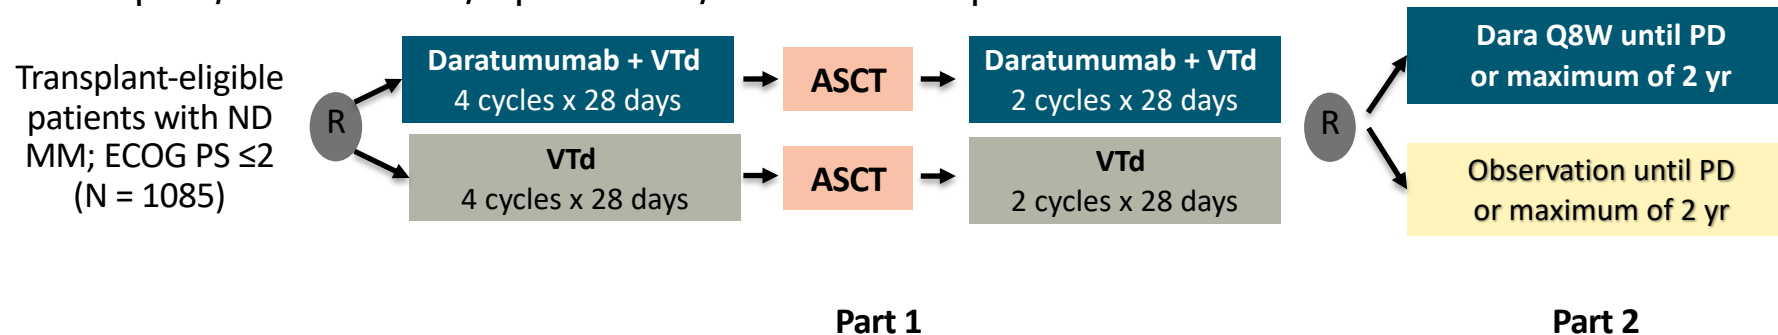 Transplant-eligible
patients with ND
MM; ECOG PS ≤2
(N = 1085)
R
Daratumumab + VTd
4 cycles x 28 days
ASCT
Daratumumab + VTd
2 cycles x 28 days
VTd
4 cycles x 28 days
ASCT
VTd
2 cycles x 28 days
R
Dara Q8W until PD
or maximum of 2 yr
Observation until PD
or maximum of 2 yr
Part 1
Part 2